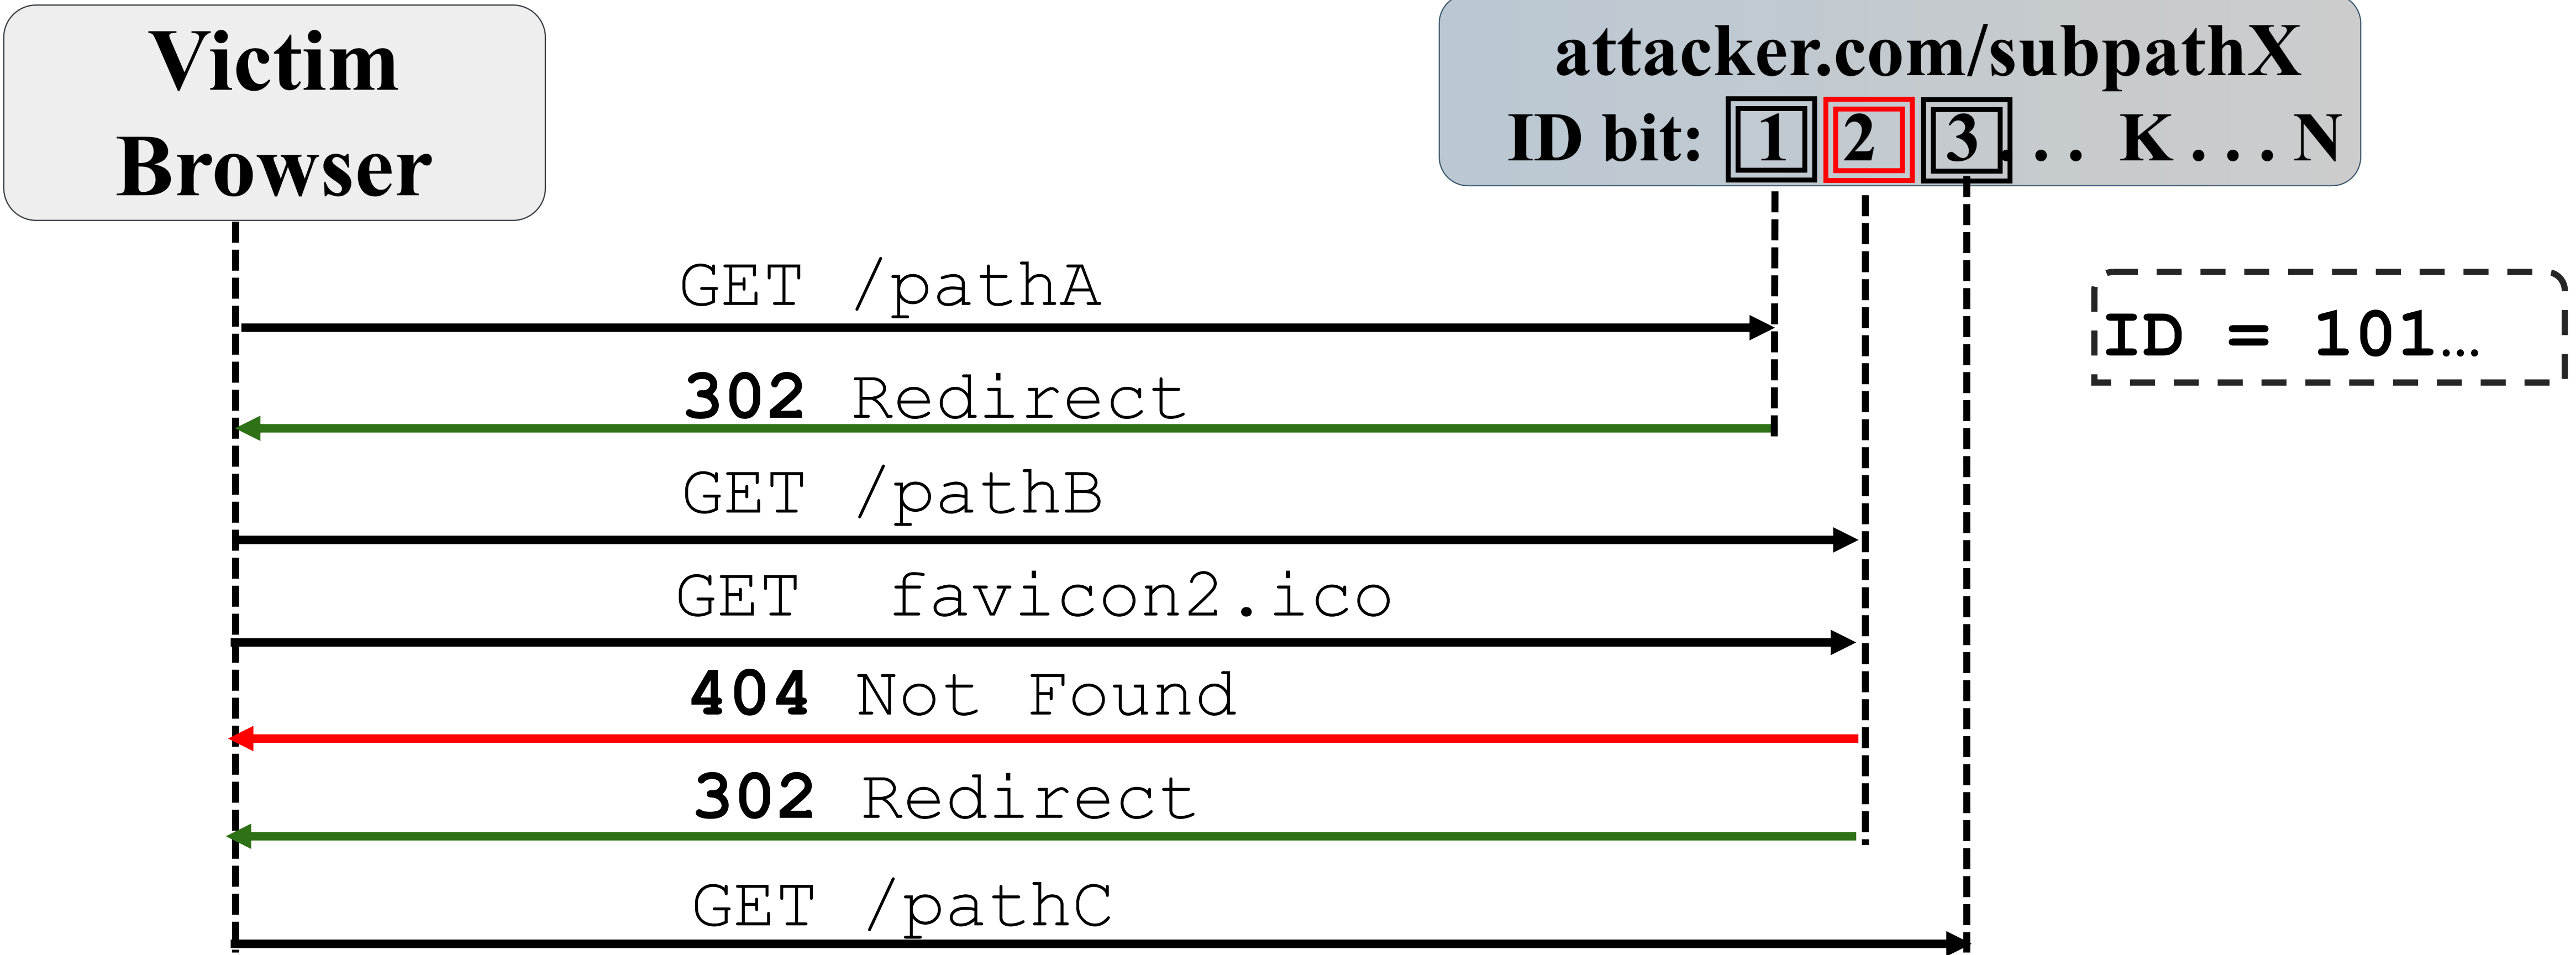 Victim
Browser
attacker.com/subpathX
ID bit: 1 2 3 . . . K . . . N
GET /pathA
ID = 101…
302 Redirect
GET /pathB
GET favicon2.ico
404 Not Found
302 Redirect
GET /pathC